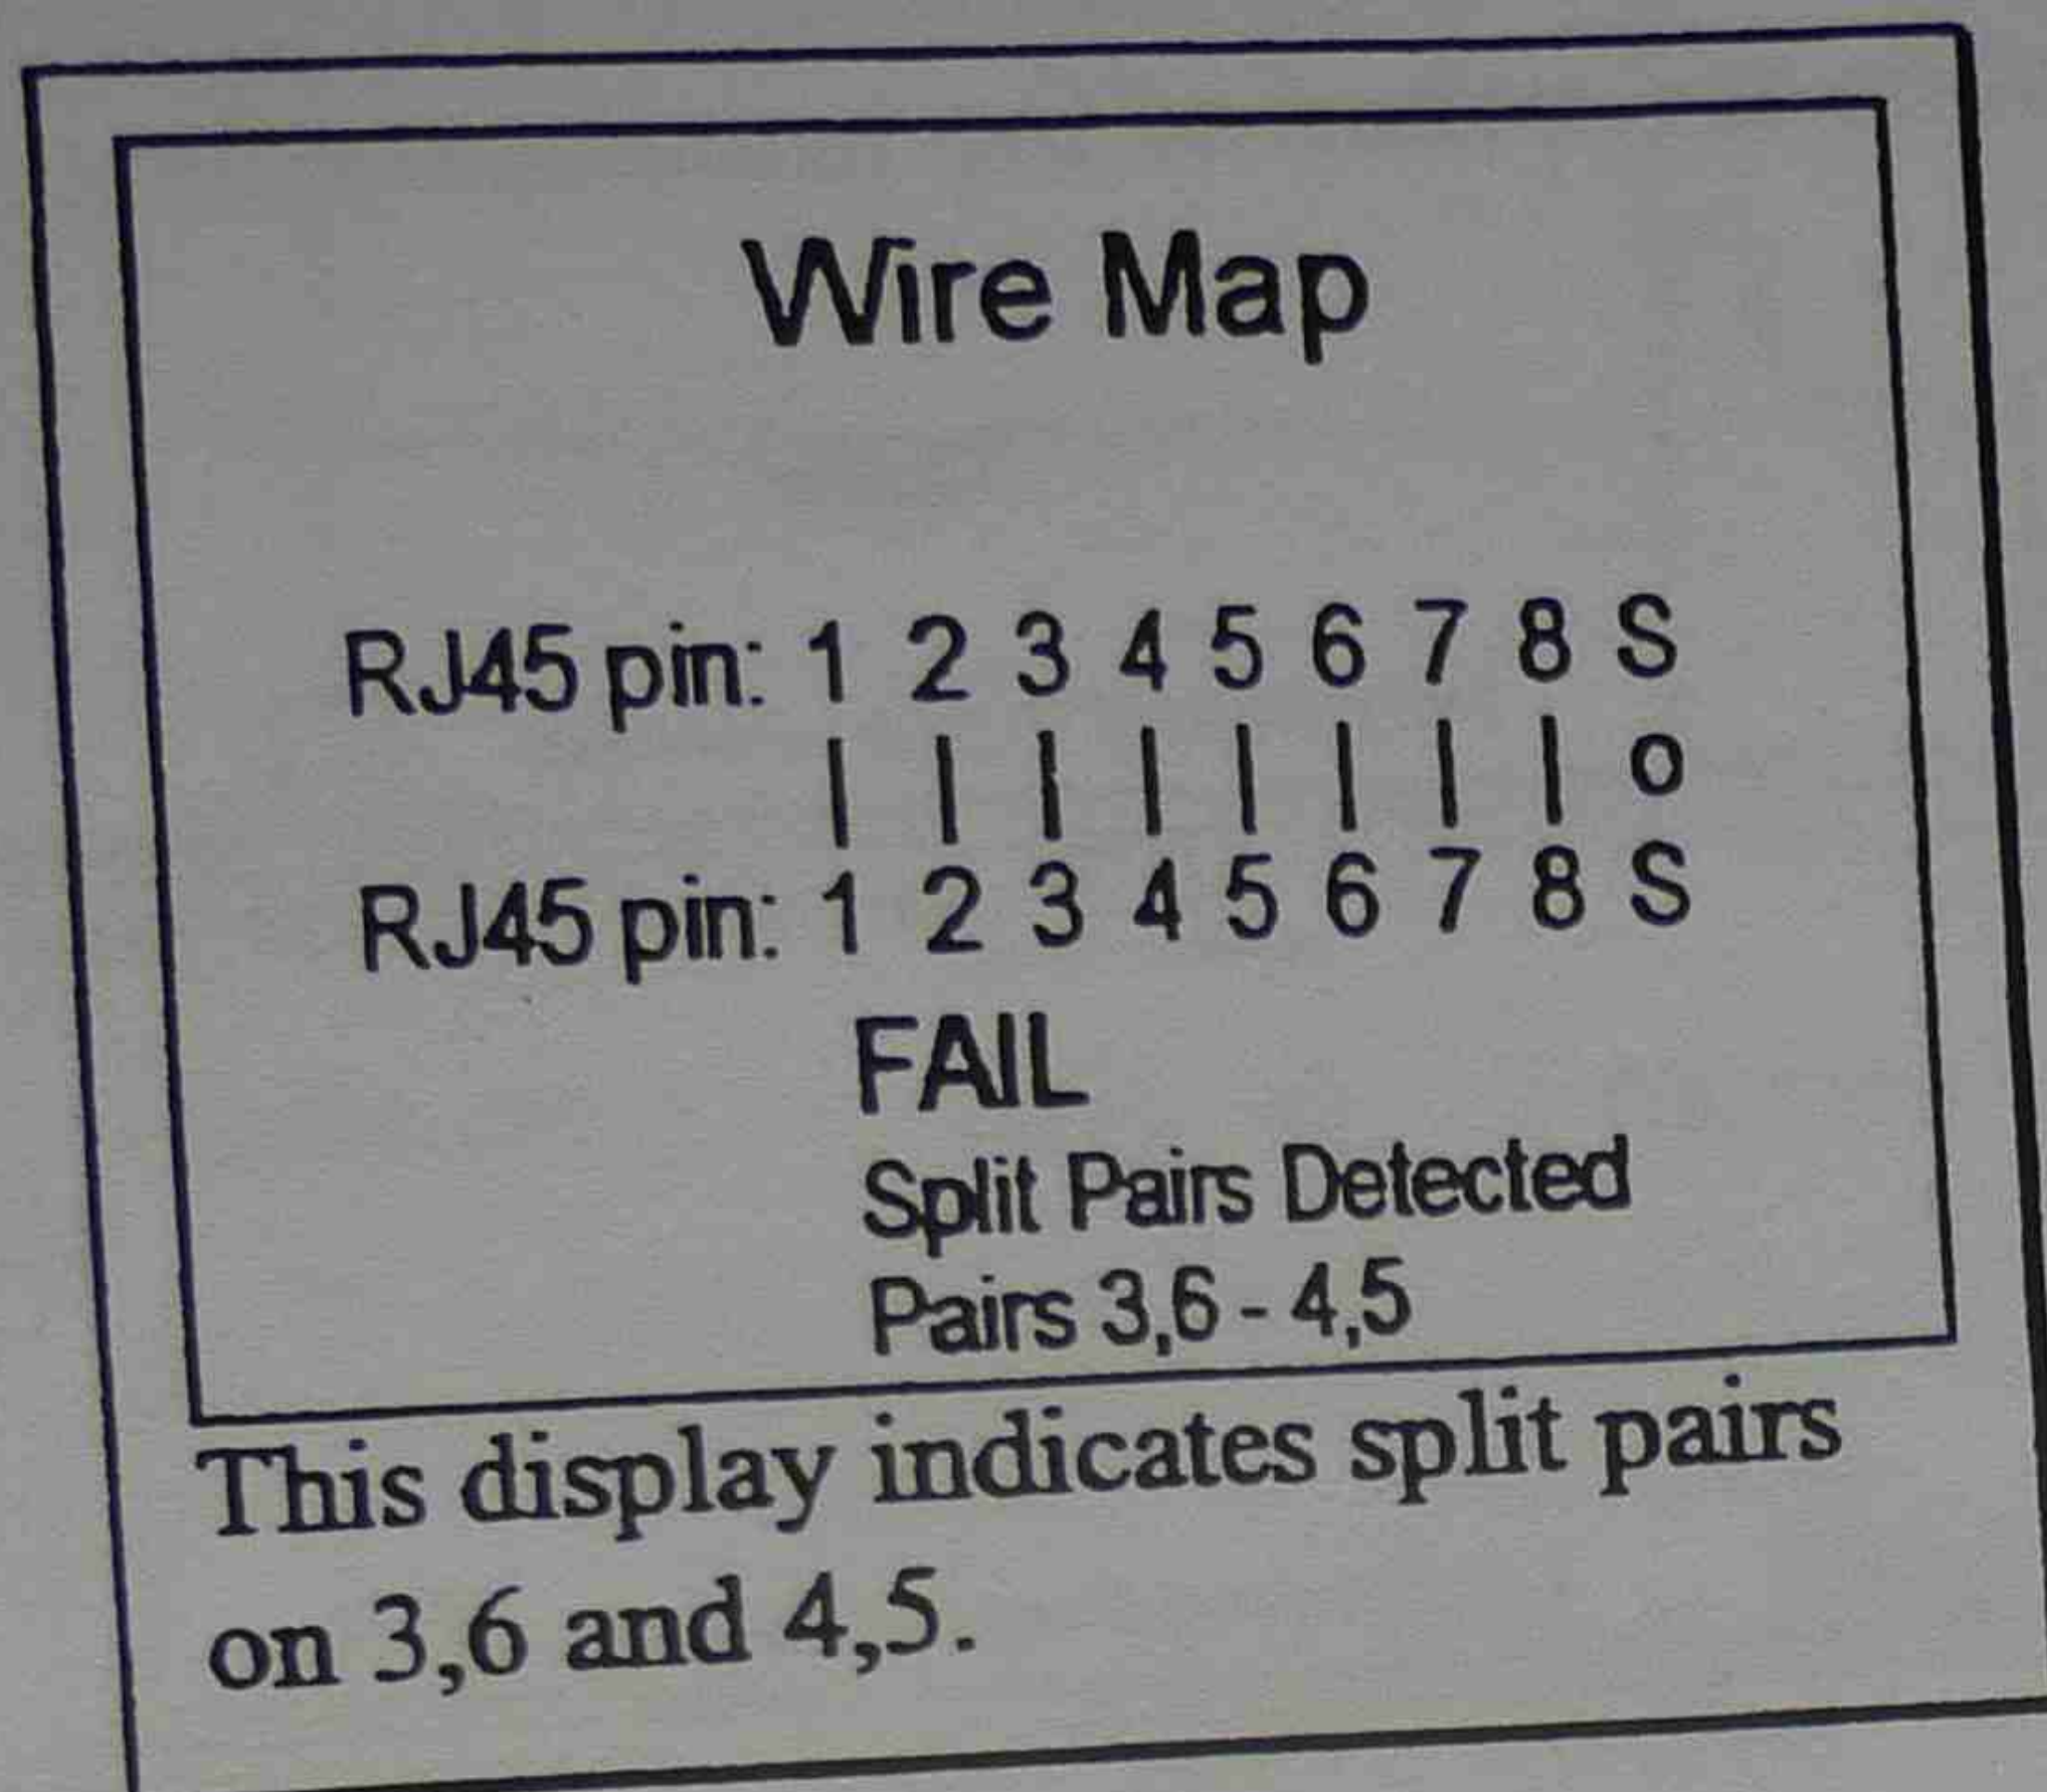 Wire Map
RJ45 pin: 1 2 3 4 5 6 7 8 S
| | | | | | | | o
RJ45 pin: 1 2 3 4 5 6 7 8 S
FAIL
Split Pairs Detected
Pairs 3,6 - 4,5
This display indicates split pairs
on 3,6 and 4,5.